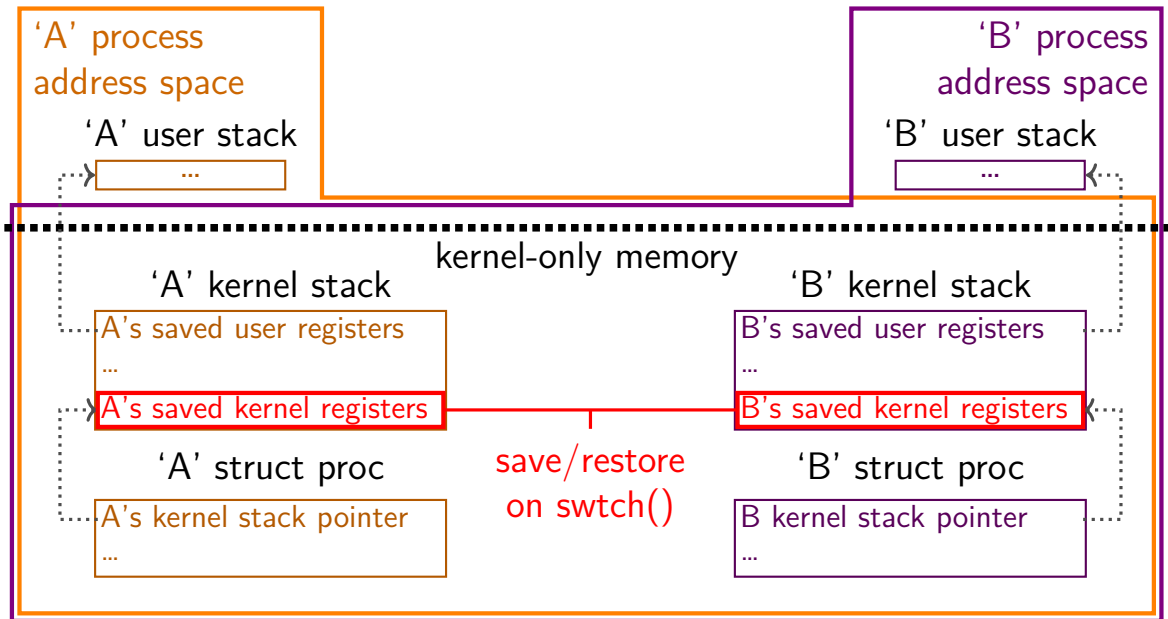 ‘A’ process
address space
‘A’ user stack
...
‘B’ process
address space
‘B’ user stack
...
kernel-only memory
‘A’ kernel stack
A's saved user registers
...
A's saved kernel registers
‘B’ kernel stack
B's saved user registers
...
B's saved kernel registers
save/restore
on swtch()
‘A’ struct proc
A's kernel stack pointer
...
‘B’ struct proc
B kernel stack pointer
...